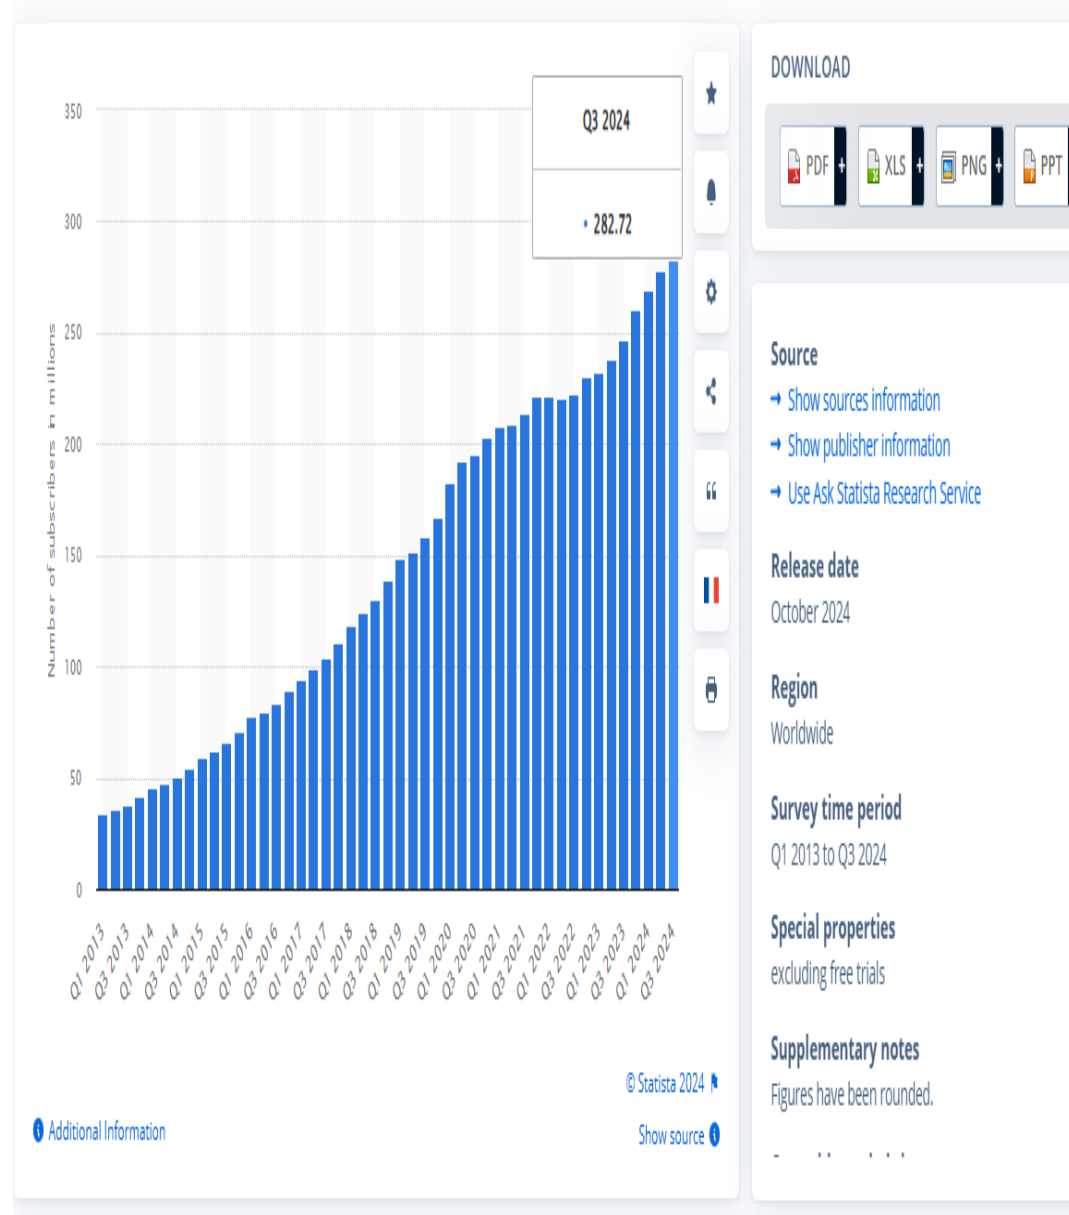 350
300
250
200
150
100
50
0
Number of subscribers in millions
Q3 2024
282.72
Q1 2013
Q3 2013
Q1 2014
Q3 2014
Q1 2015
Q3 2015
Q1 2016
Q3 2016
Q1 2017
Q3 2017
Q1 2018
Q3 2018
Q1 2019
Q3 2019
Q1 2020
Q3 2020
Q1 2021
Q3 2021
Q1 2022
Q3 2022
Q1 2023
Q3 2023
Q1 2024
Q3 2024
© Statista 2024
Additional Information
Show source
DOWNLOAD
PDF + XLS + PNG + PPT
Source
→ Show sources information
→ Show publisher information
→ Use Ask Statista Research Service
Release date
October 2024
Region
Worldwide
Survey time period
Q1 2013 to Q3 2024
Special properties
excluding free trials
Supplementary notes
Figures have been rounded.